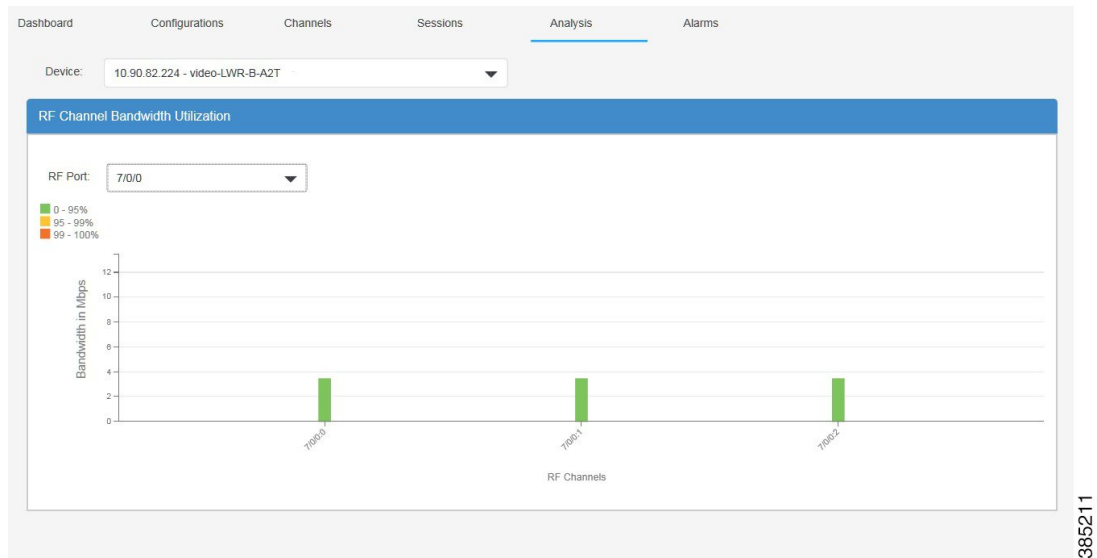 Dashboard Configurations Channels Sessions Analysis Alarms
Device: 10.90.82.224 - video-LWR-B-A2T
RF Channel Bandwidth Utilization
RF Port: 7/0/0
0 - 95%
95 - 99%
99 - 100%
Bandwidth in Mbps
12
10
8
6
4
2
0
7/0/0:0 7/0/0:1 7/0/0:2
RF Channels
385211